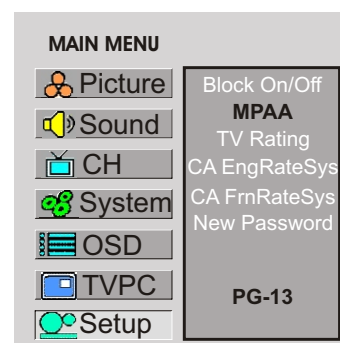 MAIN MENU
Picture
Sound
CH
System
OSD
TVPC
Setup
Block On/Off
MPAA
TV Rating
CA EngRateSys
CA FrnRateSys
New Password
PG-13